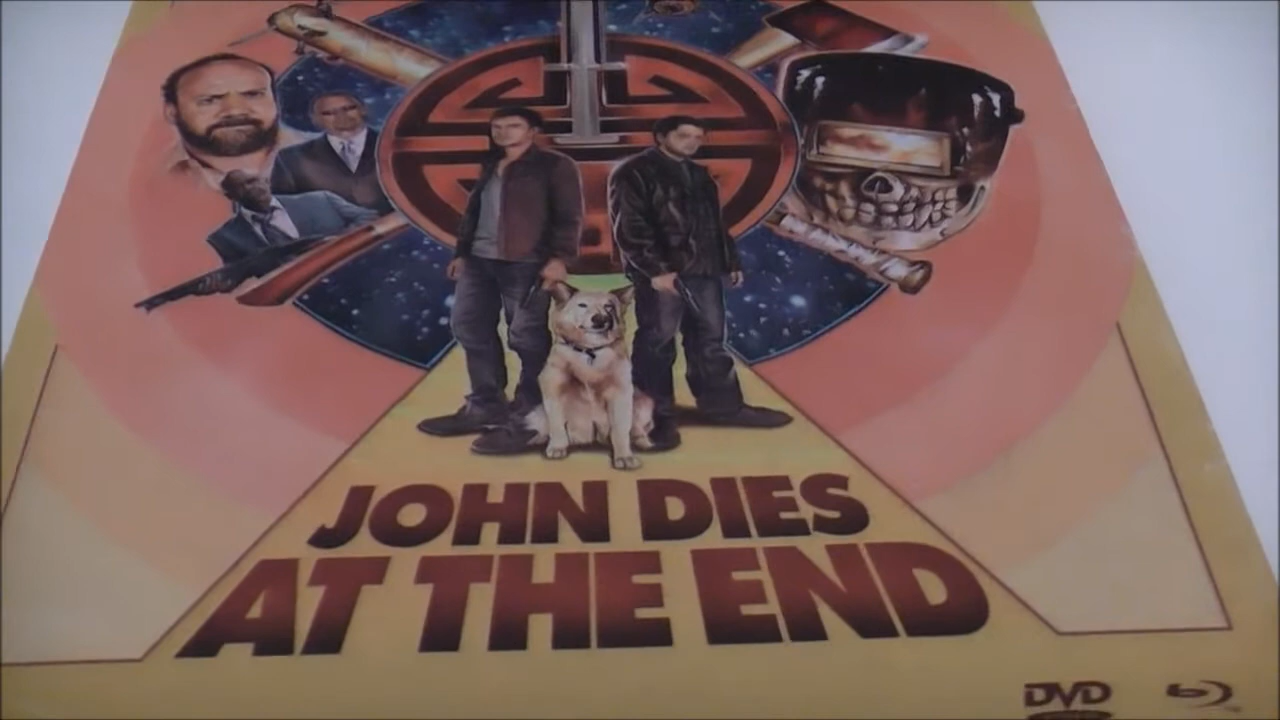 JOHN DIES
AT THE END
DVD